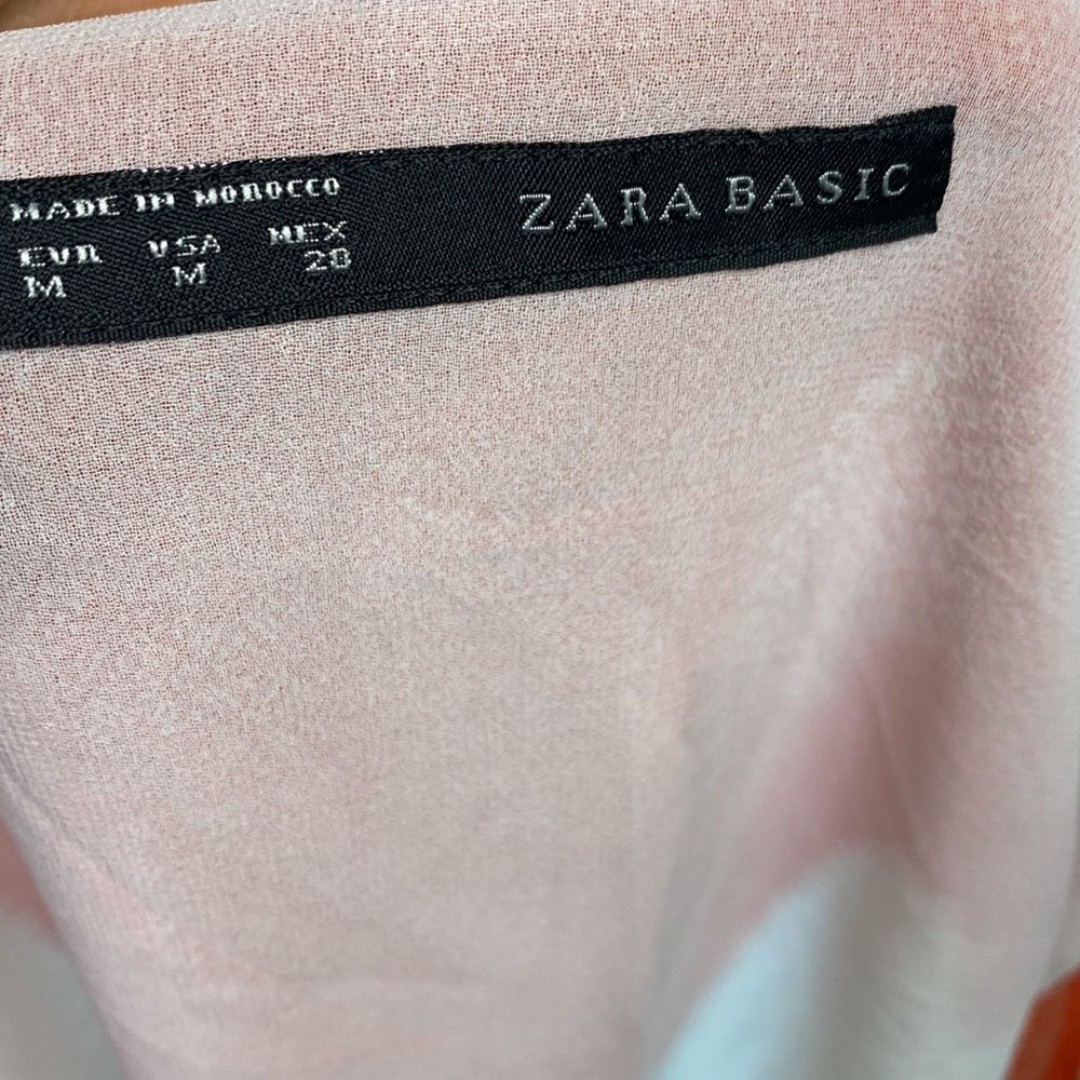 MADE IN MOROCCO
EUR USA MEX
M M 28
ZARA BASIC